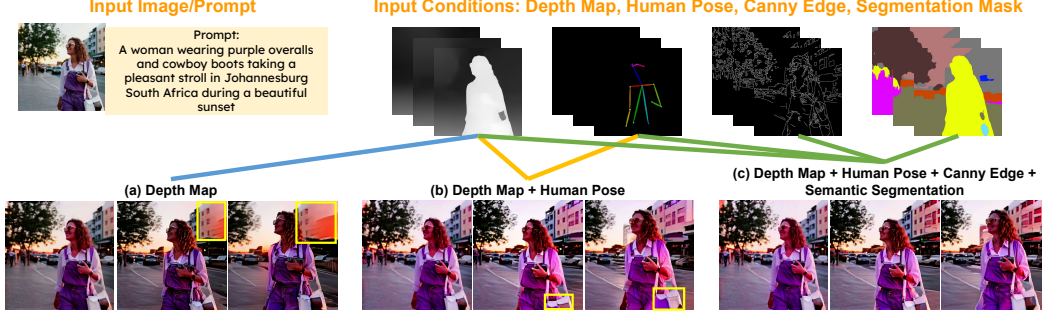 Input Image/Prompt
Input Conditions: Depth Map, Human Pose, Canny Edge, Segmentation Mask
Prompt:
A woman wearing purple overalls
and cowboy boots taking a
pleasant stroll in Johannesburg
South Africa during a beautiful
sunset
(a) Depth Map
(b) Depth Map + Human Pose
(c) Depth Map + Human Pose + Canny Edge +
Semantic Segmentation